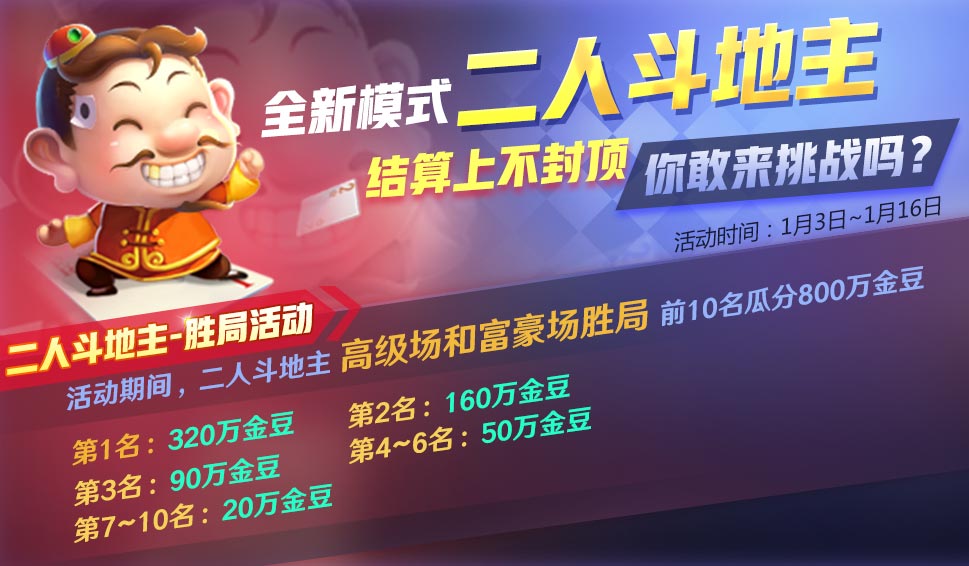 全新模式 二人斗地主
结算上不封顶 你敢来挑战吗？
活动时间：1月3日~1月16日
二人斗地主-胜局活动
活动期间，二人斗地主 高级场和富豪场胜局 前10名瓜分800万金豆
第1名：320万金豆 第2名：160万金豆
第3名：90万金豆 第4~6名：50万金豆
第7~10名：20万金豆